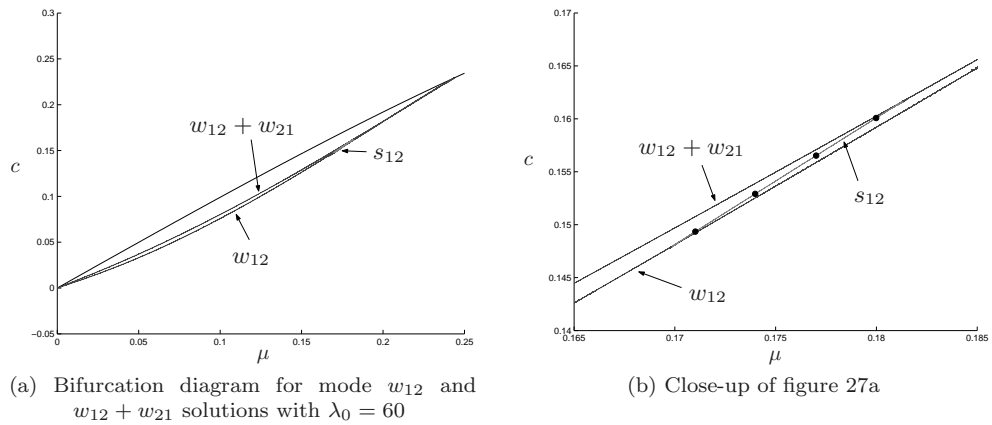 0.3
0.25
0.2
0.15
0.1
0.05
0
−0.05
c
w12 + w21
s12
w12
0 0.05 0.1 0.15 0.2 0.25
μ
(a) Bifurcation diagram for mode w12 and
w12 + w21 solutions with λ0 = 60
0.17
0.165
0.16
0.155
0.15
0.145
0.14
c
w12 + w21
s12
w12
0.165 0.17 0.175 0.18 0.185
μ
(b) Close-up of figure 27a